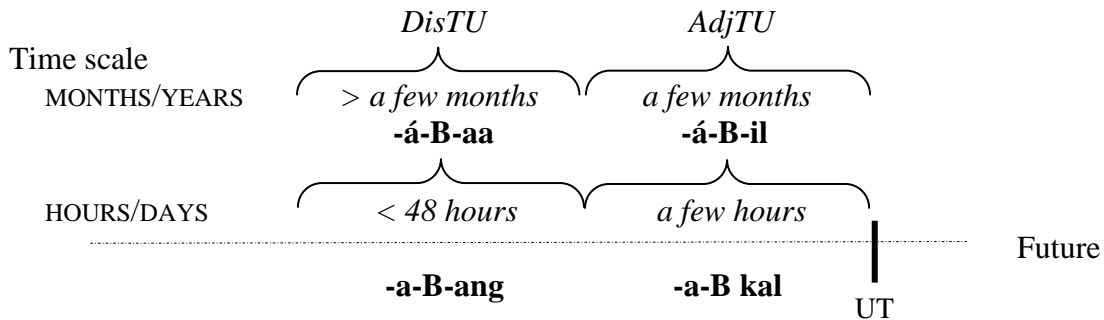 DisTU AdjTU
Time scale
MONTHS/YEARS > a few months a few months
-á-B-aa -á-B-il
HOURS/DAYS < 48 hours a few hours
Future
-a-B-ang -a-B kal
UT